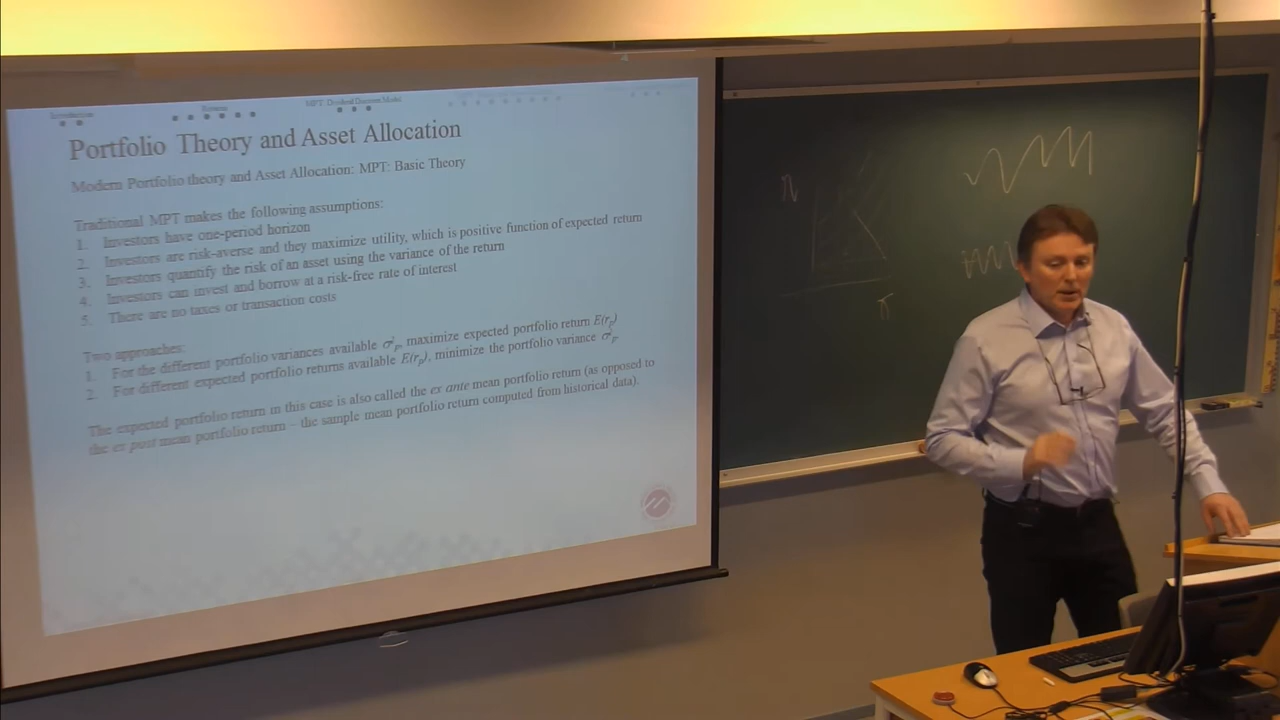 Introduction Returns MPT: Dividend Discount Model
Portfolio Theory and Asset Allocation
Modern Portfolio theory and Asset Allocation: MPT: Basic Theory
Traditional MPT makes the following assumptions:
1. Investors have one-period horizon
2. Investors are risk-averse and they maximize utility, which is positive function of expected return
3. Investors quantify the risk of an asset using the variance of the return
4. Investors can invest and borrow at a risk-free rate of interest
5. There are no taxes or transaction costs
Two approaches:
1. For the different portfolio variances available σ²ₚ, maximize expected portfolio return E(rₚ)
2. For different expected portfolio returns available E(rₚ), minimize the portfolio variance σ²ₚ.
The expected portfolio return in this case is also called the ex ante mean portfolio return (as opposed to
the ex post mean portfolio return – the sample mean portfolio return computed from historical data).